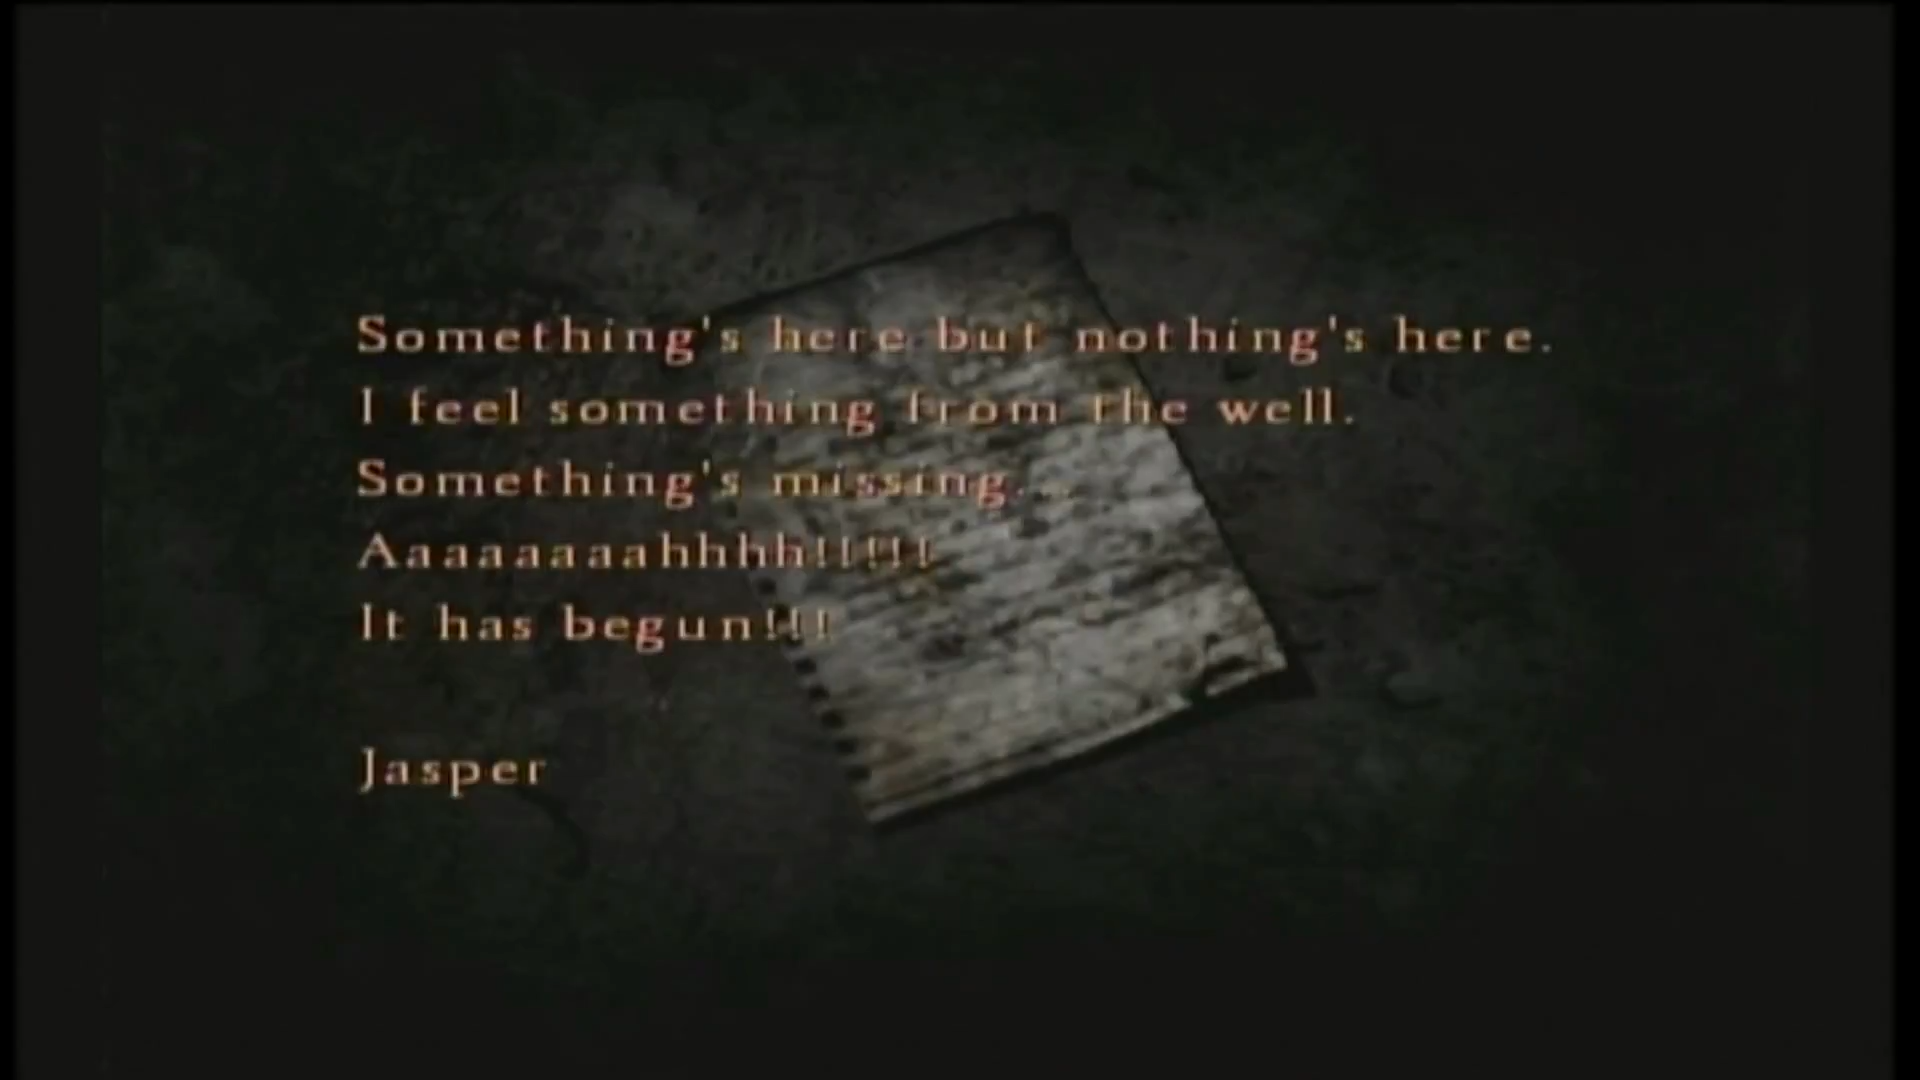 Something's here but nothing's here.
I feel something from the well.
Something's missing...
Aaaaaaaahhhh!!!!!
It has begun!!!
Jasper